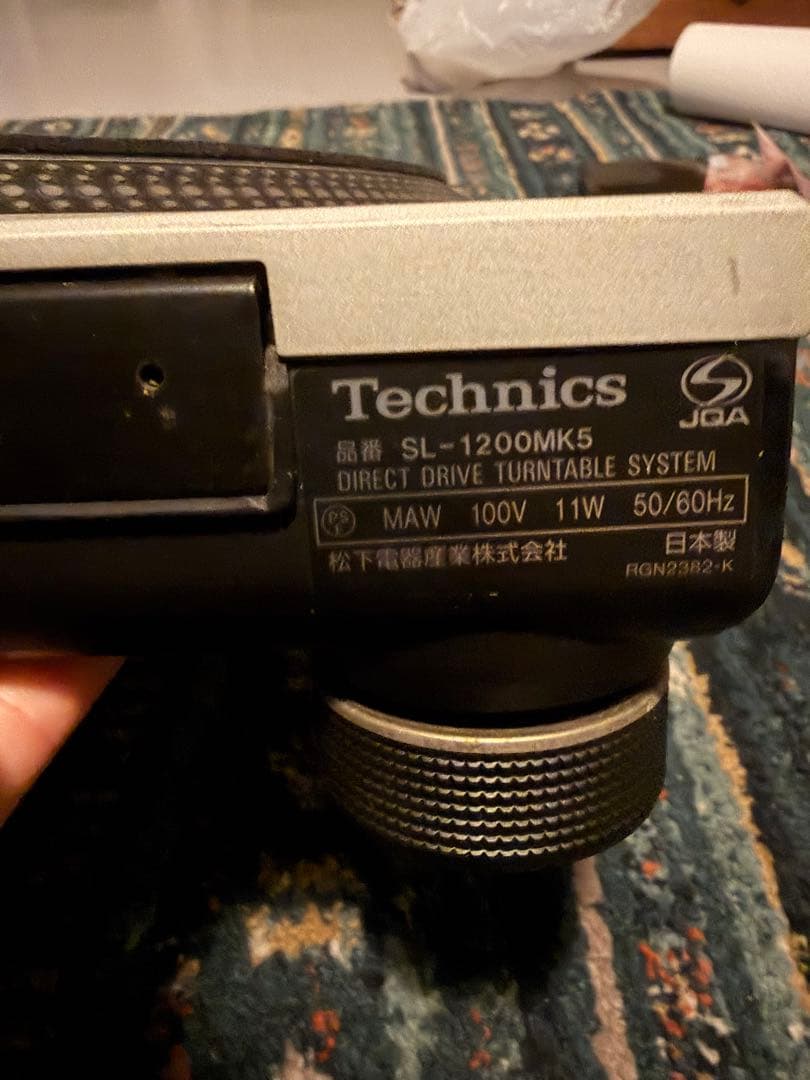 Technics
JQA
品番 SL-1200MK5
DIRECT DRIVE TURNTABLE SYSTEM
PS E MAW 100V 11W 50/60Hz
松下電器産業株式会社 日本製
RGN2382-K